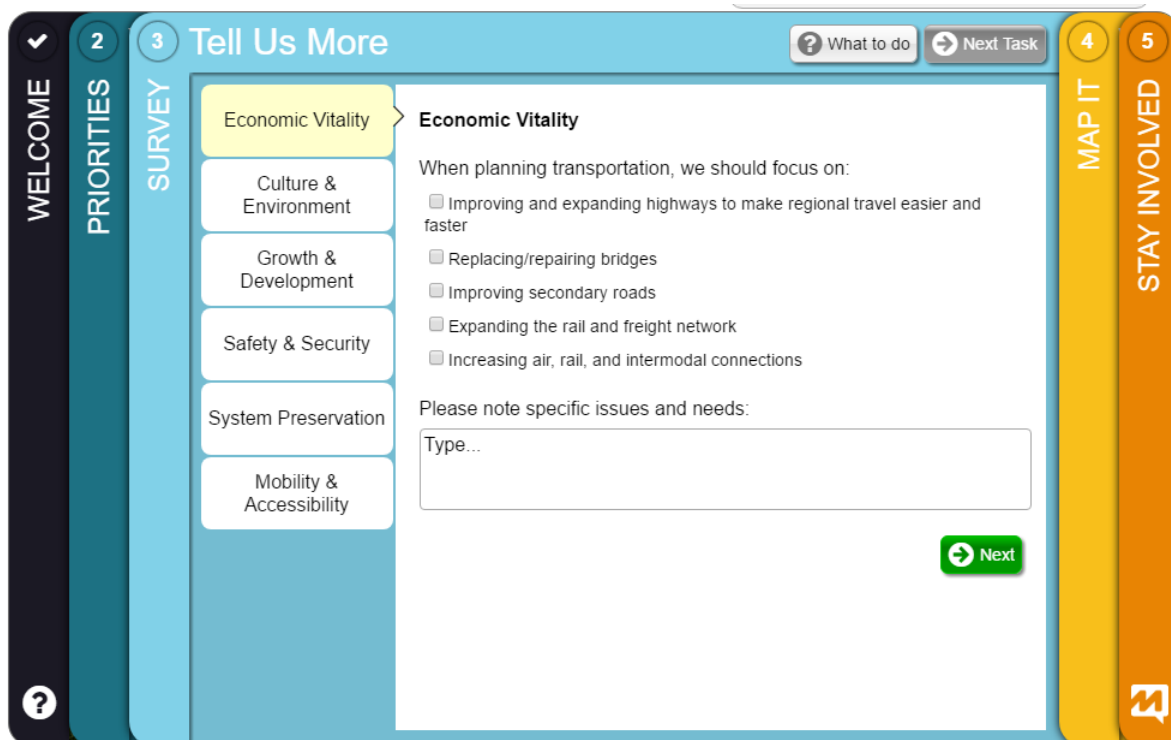 WELCOME
2
PRIORITIES
3
SURVEY
Tell Us More
? What to do
Next Task
Economic Vitality
Culture &
Environment
Growth &
Development
Safety & Security
System Preservation
Mobility &
Accessibility
Economic Vitality
When planning transportation, we should focus on:
Improving and expanding highways to make regional travel easier and
faster
Replacing/repairing bridges
Improving secondary roads
Expanding the rail and freight network
Increasing air, rail, and intermodal connections
Please note specific issues and needs:
Type...
Next
4
MAP IT
5
STAY INVOLVED
?